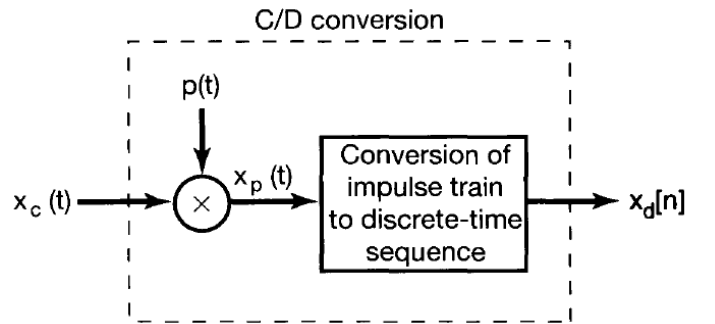 C/D conversion
p(t)
x_c (t)
×
x_p (t)
Conversion of
impulse train
to discrete-time
sequence
x_d[n]